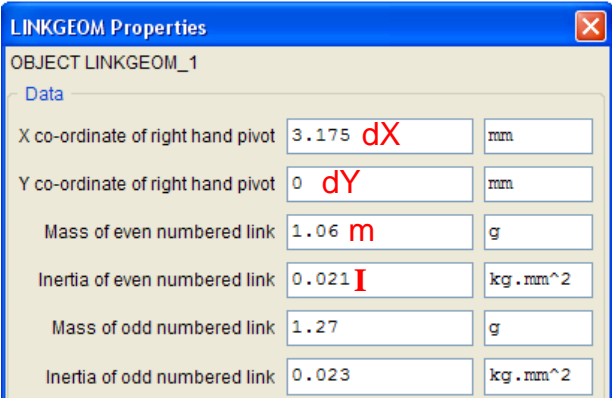 LINKGEOM Properties
OBJECT LINKGEOM_1
Data
X co-ordinate of right hand pivot 3.175 dX mm
Y co-ordinate of right hand pivot 0 dY mm
Mass of even numbered link 1.06 m g
Inertia of even numbered link 0.021 I kg.mm^2
Mass of odd numbered link 1.27 g
Inertia of odd numbered link 0.023 kg.mm^2